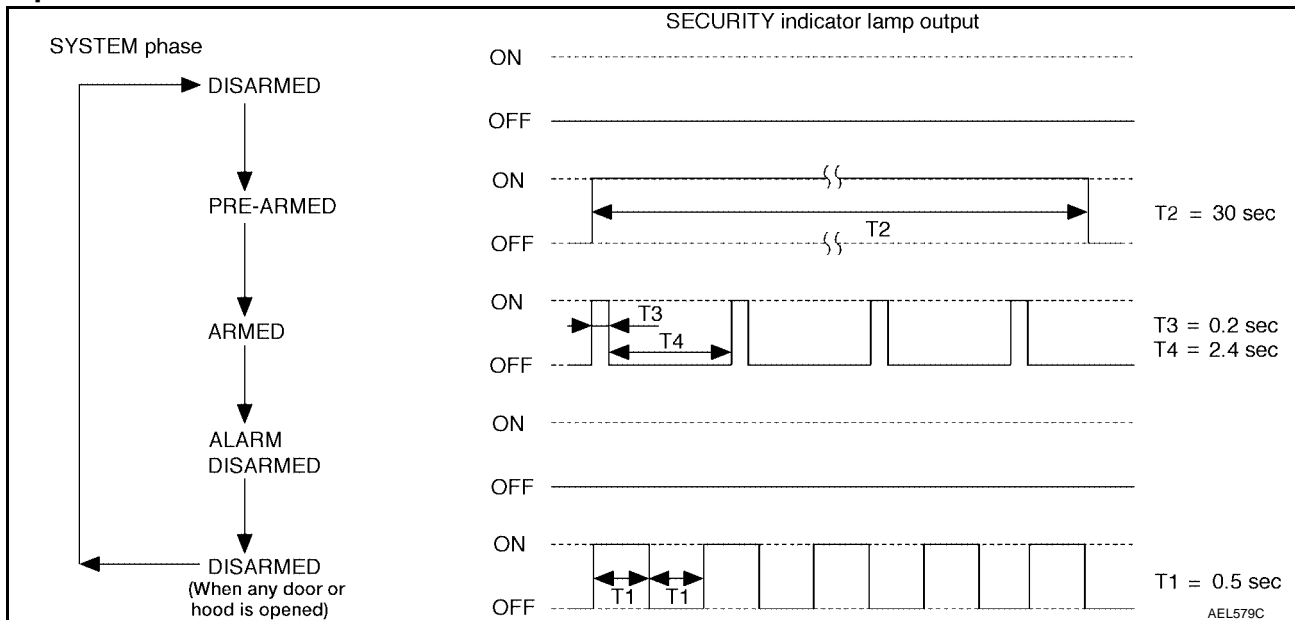 SECURITY indicator lamp output
SYSTEM phase
ON
DISARMED
OFF
ON
PRE-ARMED
T2 = 30 sec
T2
OFF
ON
T3
ARMED
T3 = 0.2 sec
T4
T4 = 2.4 sec
OFF
ON
ALARM
DISARMED
OFF
ON
DISARMED
(When any door or
hood is opened)
T1 T1
T1 = 0.5 sec
OFF
AEL579C